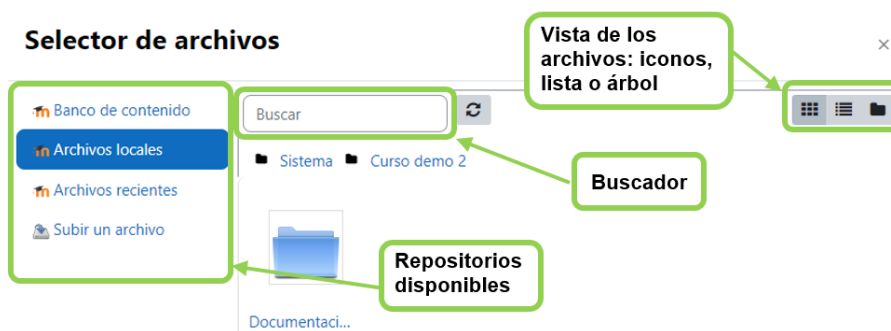 Selector de archivos
Vista de los
archivos: iconos,
lista o árbol
×
Banco de contenido
Archivos locales
Archivos recientes
Subir un archivo
Buscar
Sistema Curso demo 2
Buscador
Documentaci...
Repositorios
disponibles